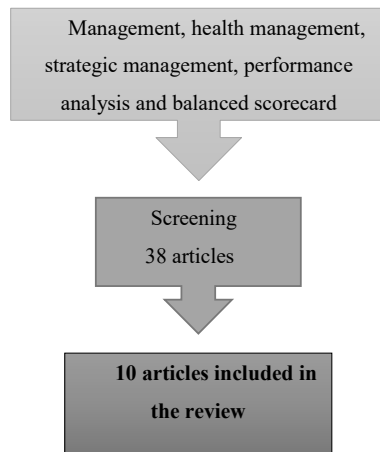 Management, health management,
strategic management, performance
analysis and balanced scorecard
Screening
38 articles
10 articles included in
the review